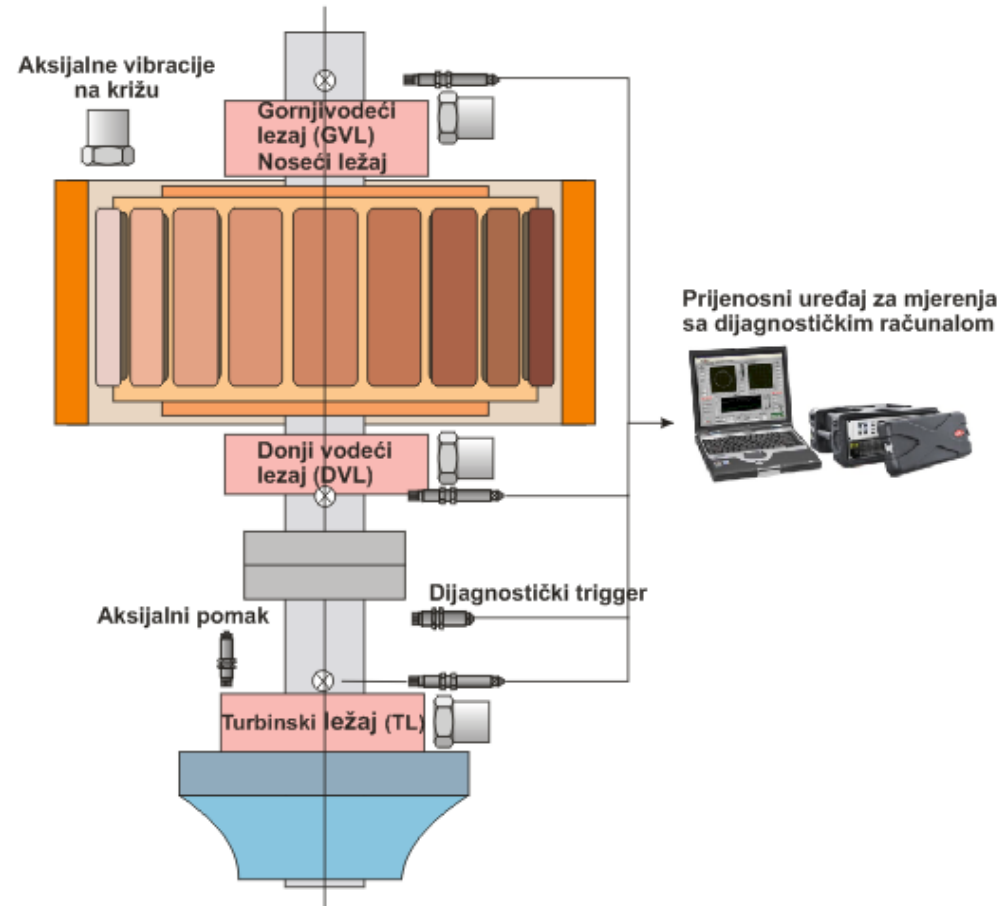 Aksijalne vibracije
na križu
Gornjivodeći
lezaj (GVL)
Noseći ležaj
Prijenosni uređaj za mjerenja
sa dijagnostičkim računalom
Donji vodeći
lezaj (DVL)
Dijagnostički trigger
Aksijalni pomak
Turbinski ležaj (TL)